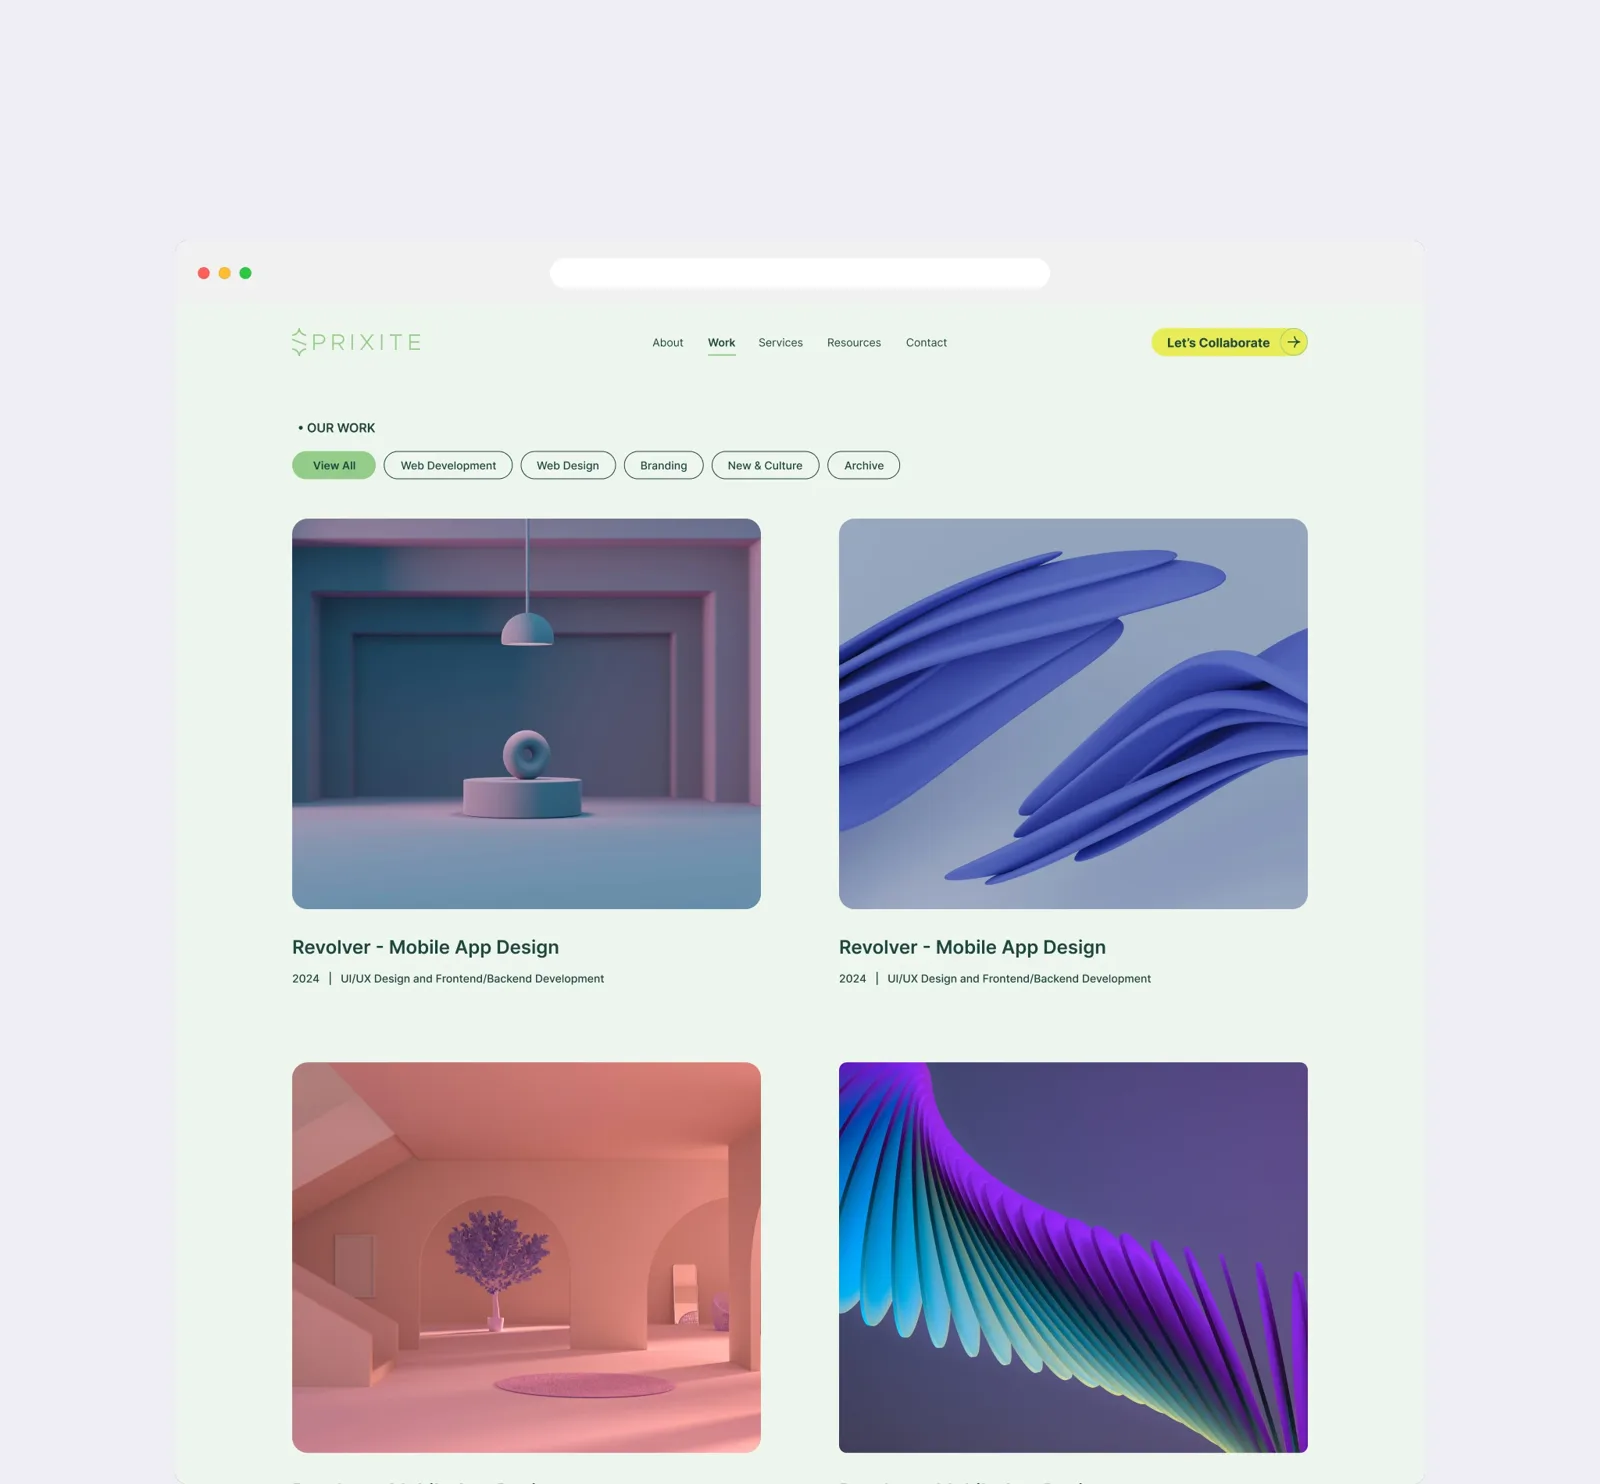 SPRIXITE
About Work Services Resources Contact
Let's Collaborate
• OUR WORK
View All Web Development Web Design Branding New & Culture Archive
Revolver - Mobile App Design
2024 | UI/UX Design and Frontend/Backend Development
Revolver - Mobile App Design
2024 | UI/UX Design and Frontend/Backend Development